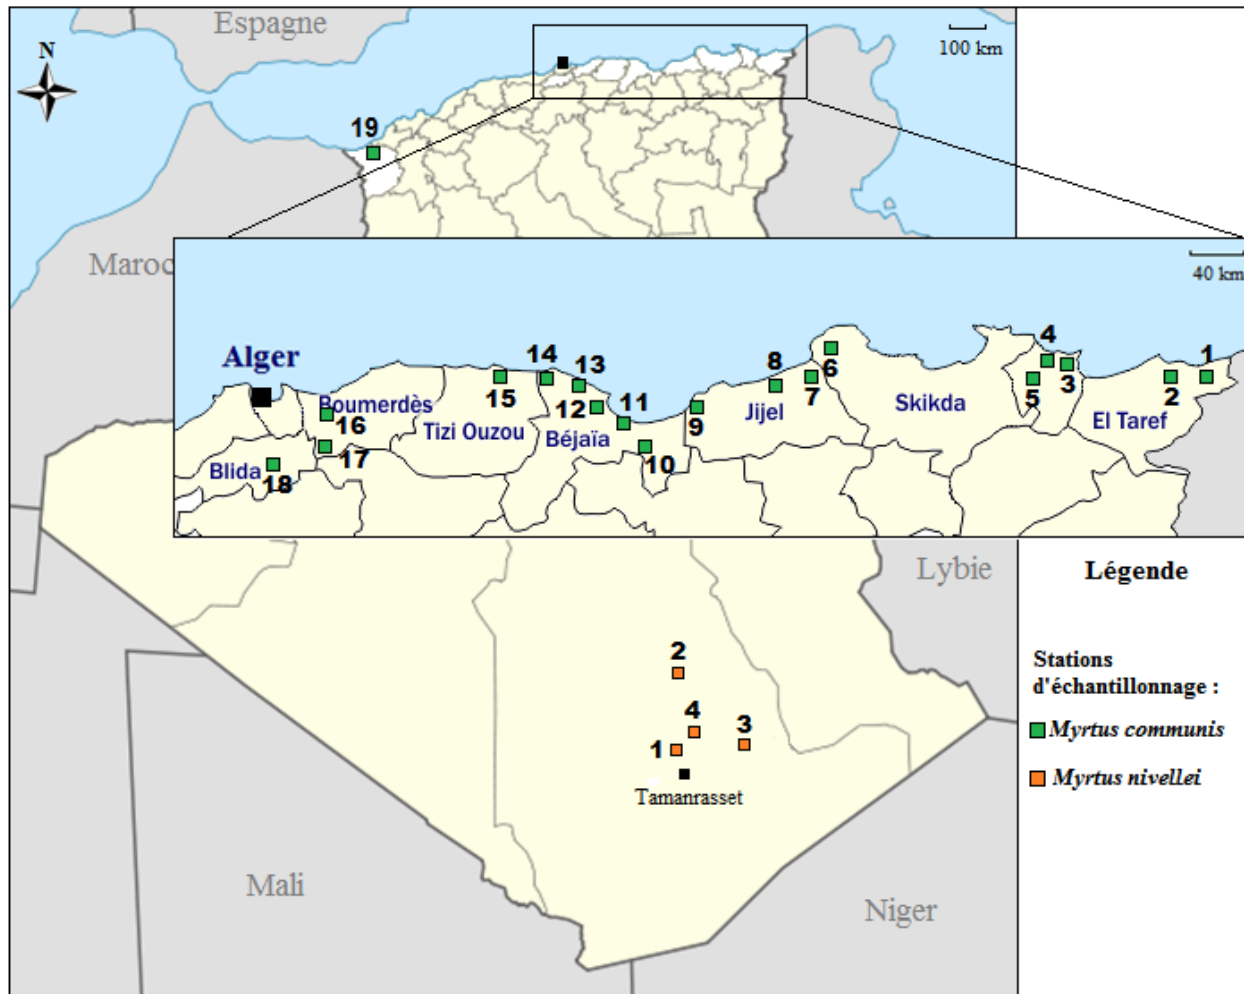 Espagne
N
100 km
19
Maroc
40 km
Alger
14
13
8
4
1
6
3
15
12
7
2
5
Boumerdès
11
9
Jijel
Skikda
16
Tizi Ouzou
Béjaïa
El Taref
17
10
Blida
18
Lybie
Légende
2
Stations
d'échantillonnage :
4
3
Myrtus communis
1
Myrtus nivellei
Tamanrasset
Mali
Niger